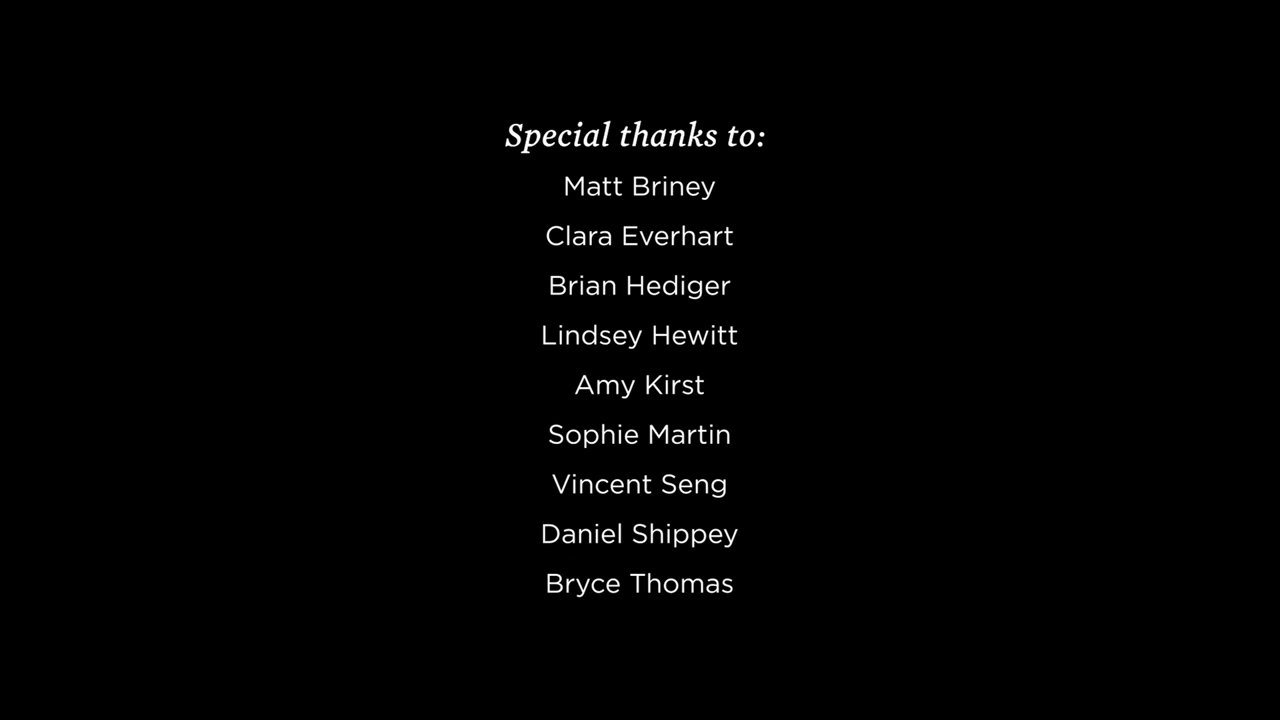 Special thanks to:
Matt Briney
Clara Everhart
Brian Hediger
Lindsey Hewitt
Amy Kirst
Sophie Martin
Vincent Seng
Daniel Shippey
Bryce Thomas